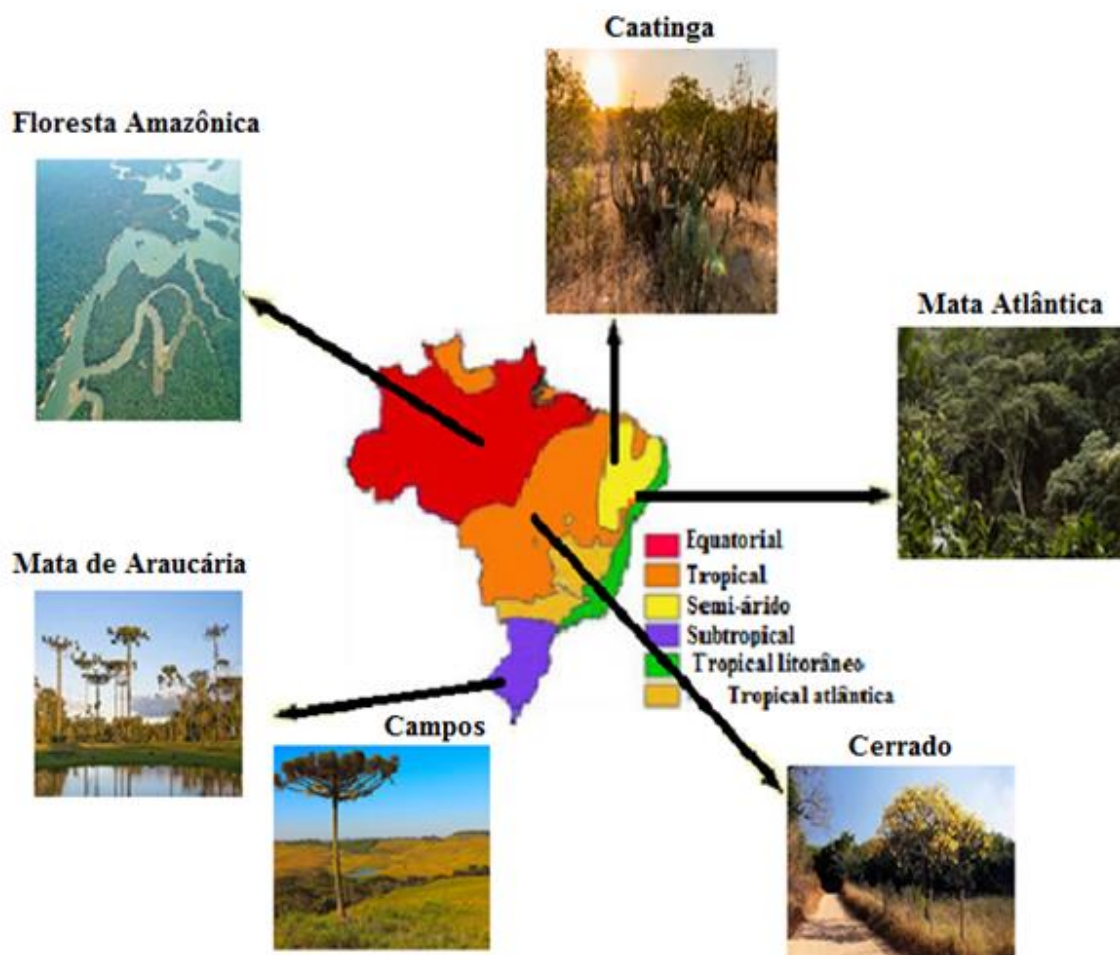 Caatinga
Floresta Amazônica
Mata Atlântica
Equatorial
Tropical
Semi-árido
Subtropical
Tropical litorâneo
Tropical atlântica
Mata de Araucária
Campos
Cerrado